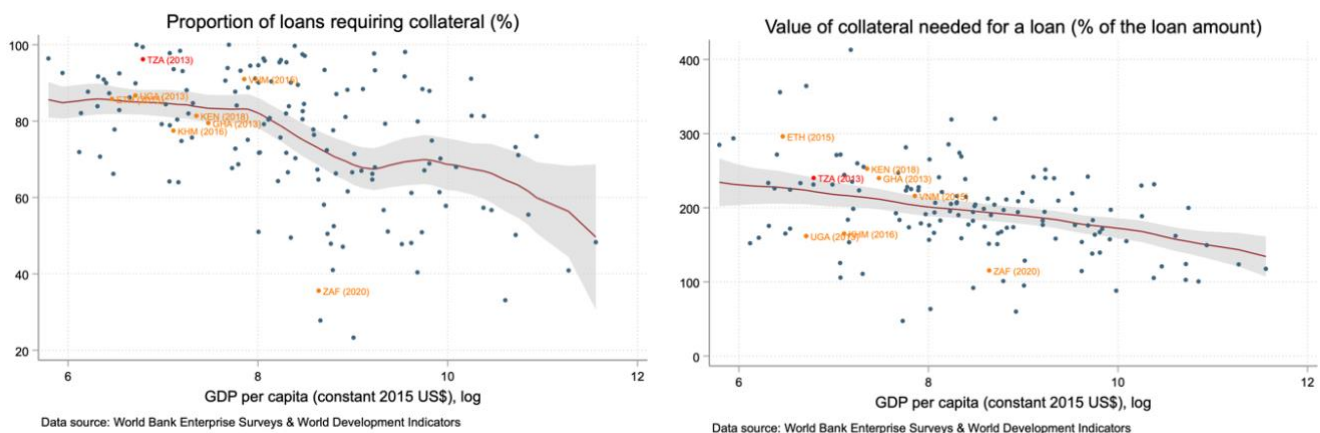 Proportion of loans requiring collateral (%)
100
80
60
40
20
TZA (2013)
VNM (2015)
UGA (2013)
KEN (2018)
GHA (2013)
KHM (2016)
ZAF (2020)
6
8
10
12
GDP per capita (constant 2015 US$), log
Data source: World Bank Enterprise Surveys & World Development Indicators
Value of collateral needed for a loan (% of the loan amount)
400
300
200
100
0
ETH (2015)
KEN (2018)
TZA (2013)
GHA (2013)
VNM (2015)
UGA (2013)
KHM (2016)
ZAF (2020)
6
8
10
12
GDP per capita (constant 2015 US$), log
Data source: World Bank Enterprise Surveys & World Development Indicators